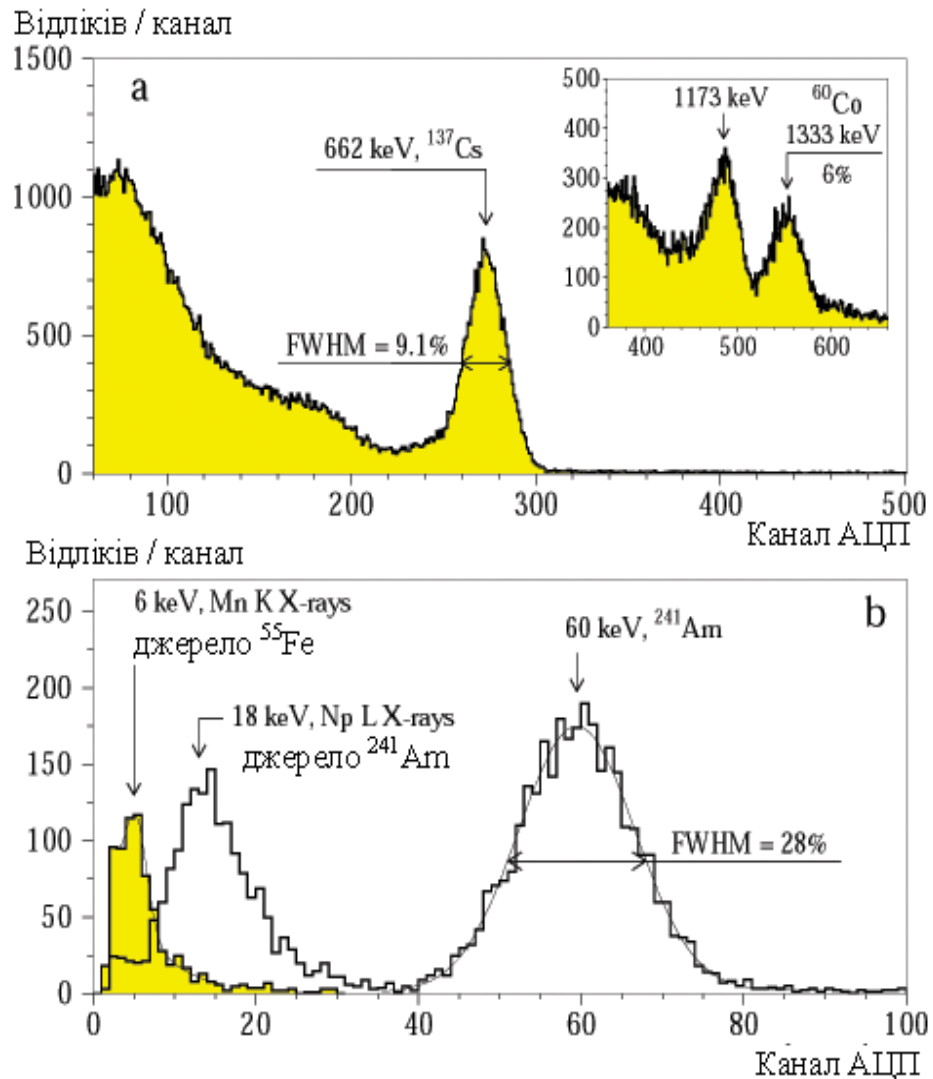 Відліків / канал
1500
1000
500
0
a
662 keV, ¹³⁷Cs
FWHM = 9.1%
100
200
300
400
500
Канал АЦП
500
400
300
200
100
0
1173 keV
⁶⁰Co
1333 keV
6%
400
500
600
Відліків / канал
250
200
150
100
50
0
b
6 keV, Mn K X-rays
джерело ⁵⁵Fe
18 keV, Np L X-rays
джерело ²⁴¹Am
60 keV, ²⁴¹Am
FWHM = 28%
0
20
40
60
80
100
Канал АЦП